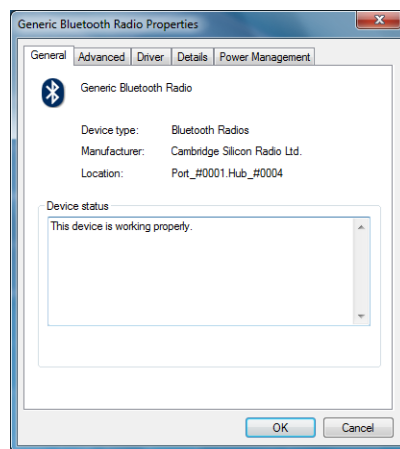 Generic Bluetooth Radio Properties
General Advanced Driver Details Power Management
Generic Bluetooth Radio
Device type: Bluetooth Radios
Manufacturer: Cambridge Silicon Radio Ltd.
Location: Port_#0001.Hub_#0004
Device status
This device is working properly.
OK Cancel